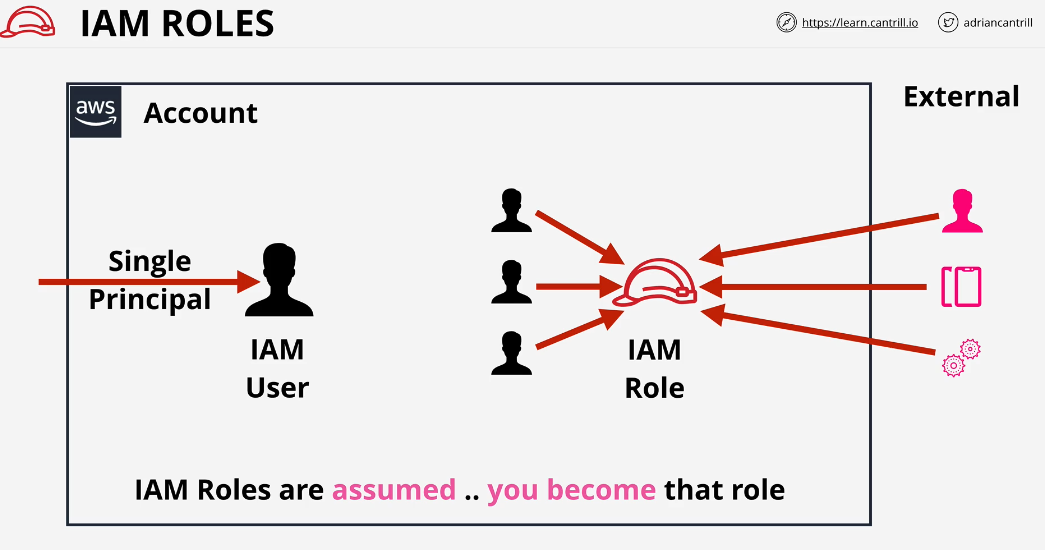 IAM ROLES
https://learn.cantrill.io
adriancantrill
aws
Account
External
Single
Principal
IAM
User
IAM
Role
IAM Roles are assumed .. you become that role